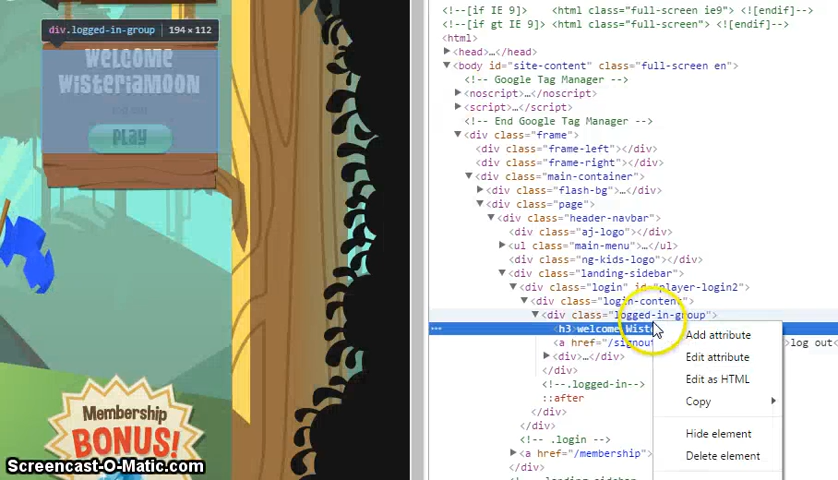 div.logged-in-group | 194 × 112
WELCOME
WISTERIAMOON
PLAY
Membership
BONUS!
Screencast-O-Matic.com
<!--[if IE 9]> <html class="full-screen ie9"> <![endif]-->
<!--[if gt IE 9]> <html class="full-screen"> <![endif]-->
<html>
<head>…</head>
<body id="site-content" class="full-screen en">
<!-- Google Tag Manager -->
<noscript>…</noscript>
<script>…</script>
<!-- End Google Tag Manager -->
<div class="frame">
<div class="frame-left"></div>
<div class="frame-right"></div>
<div class="main-container">
<div class="flash-bg">…</div>
<div class="page">
<div class="header-navbar">
<div class="aj-logo"></div>
<ul class="main-menu">…</ul>
<div class="ng-kids-logo"></div>
<div class="landing-sidebar">
<div class="login" id="player-login2">
<div class="login-content">
<div class="logged-in-group">
<h3>welcome Wiste
<a href="/signout
log out</a>
<div>…</div>
</div>
<!--.logged-in-->
::after
</div>
</div>
<!-- .login -->
<a href="/membership"
</div>
Add attribute
Edit attribute
Edit as HTML
Copy
Hide element
Delete element